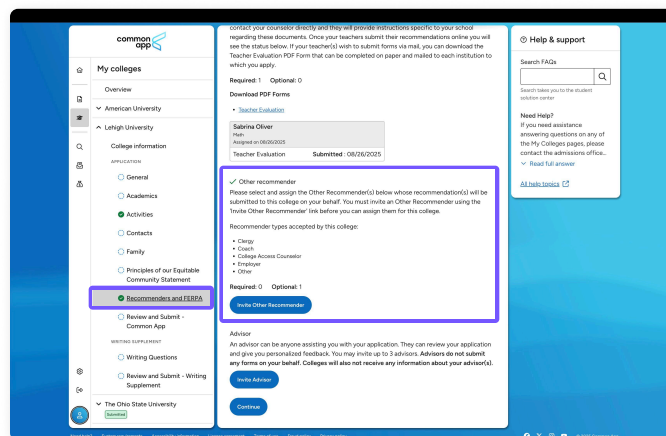 common
app
My colleges
Overview
American University
Lehigh University
College information
APPLICATION
General
Academics
Activities
Contacts
Family
Principles of our Equitable
Community Statement
Recommenders and FERPA
Review and Submit -
Common App
WRITING SUPPLEMENT
Writing Questions
Review and Submit - Writing
Supplement
The Ohio State University
Submitted
contact your counselor directly and they will provide instructions specific to your school
regarding these documents. Once your teachers submit their recommendations online you will
see the status below. If your teacher(s) wish to submit forms via mail, you can download the
Teacher Evaluation PDF Form that can be completed on paper and mailed to each institution to
which you apply.
Required: 1 Optional: 0
Download PDF Forms
• Teacher Evaluation
Sabrina Oliver
Math
Assigned on 08/26/2025
Teacher Evaluation Submitted : 08/26/2025
Other recommender
Please select and assign the Other Recommender(s) below whose recommendation(s) will be
submitted to this college on your behalf. You must invite an Other Recommender using the
'Invite Other Recommender' link before you can assign them for this college.
Recommender types accepted by this college:
• Clergy
• Coach
• College Access Counselor
• Employer
• Other
Required: 0 Optional: 1
Invite Other Recommender
Advisor
An advisor can be anyone assisting you with your application. They can review your application
and give you personalized feedback. You may invite up to 3 advisors. Advisors do not submit
any forms on your behalf. Colleges will also not receive any information about your advisor(s).
Invite Advisor
Continue
Help & support
Search FAQs
Search takes you to the student
solution center
Need Help?
If you need assistance
answering questions on any of
the My Colleges pages, please
contact the admissions office...
Read full answer
All help topics